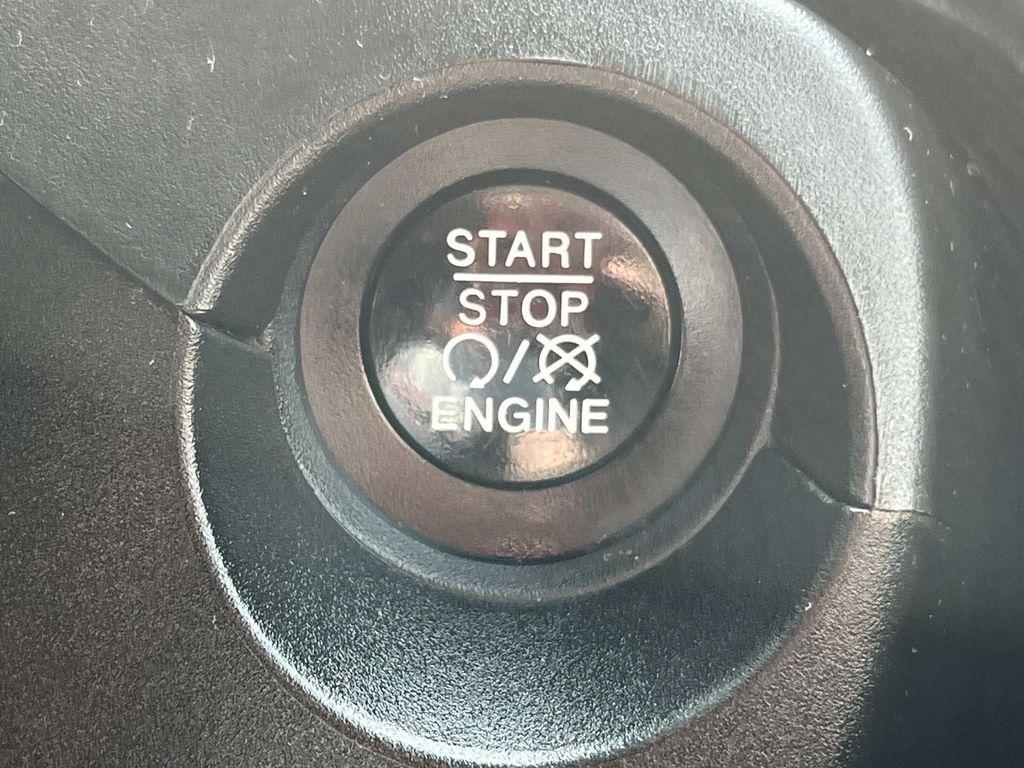 START
STOP
/
ENGINE